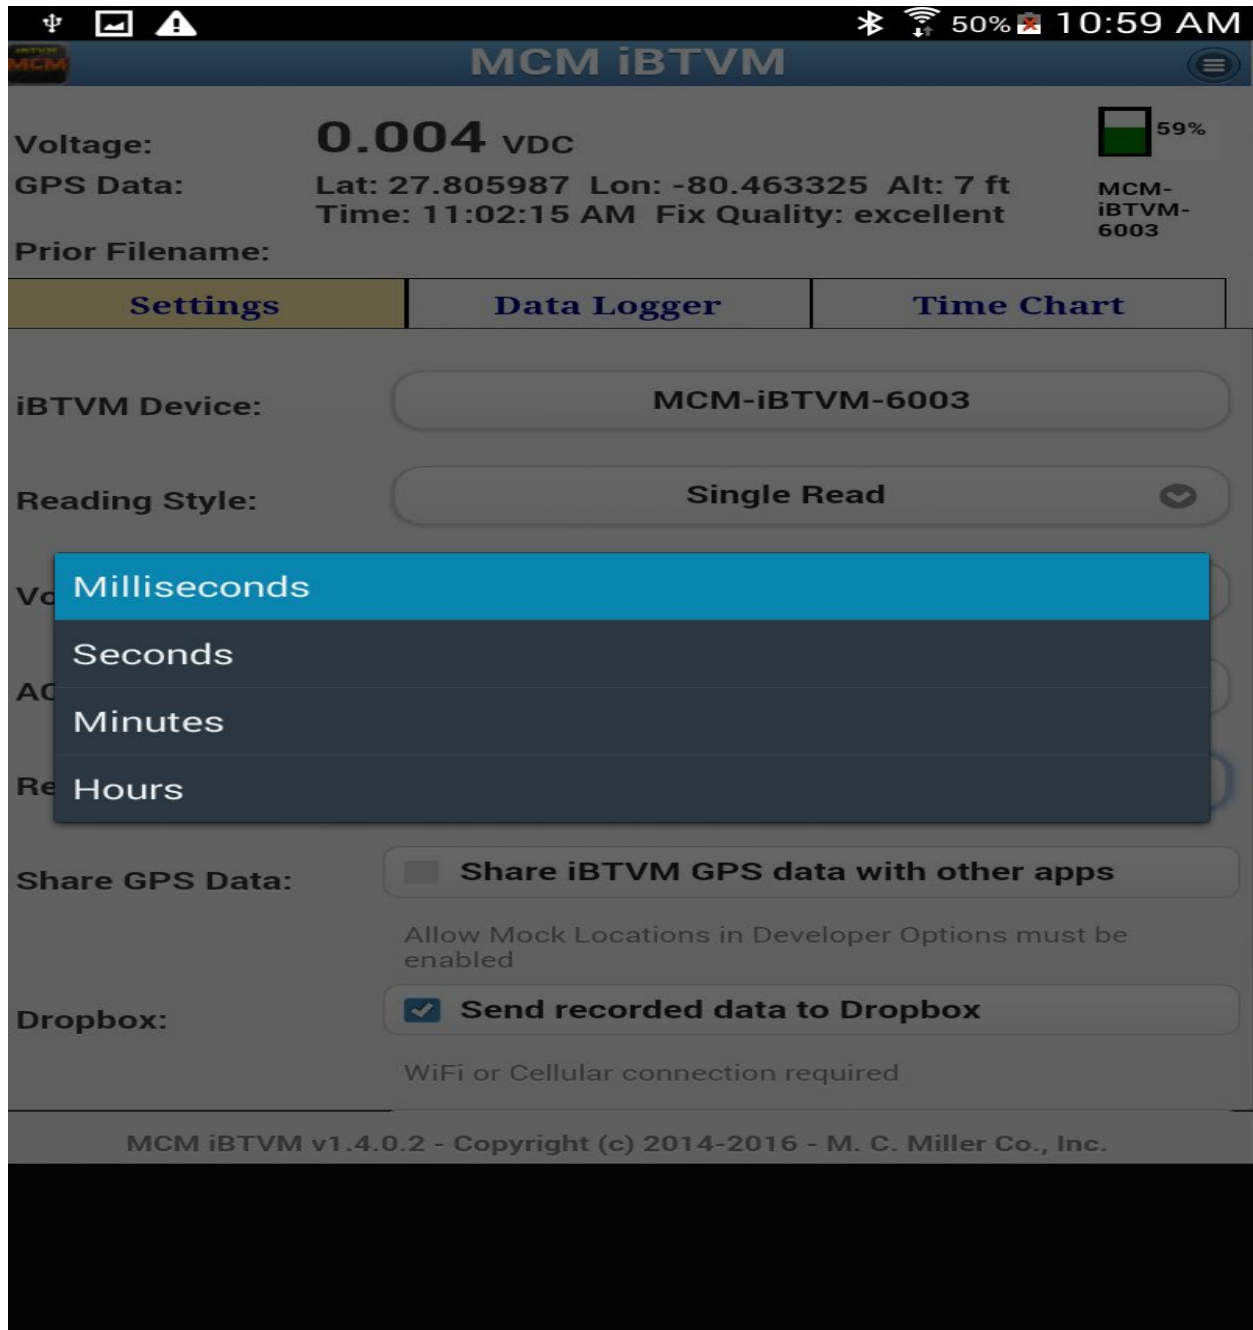 50% 10:59 AM
iBTVM
MCM
MCM iBTVM
Voltage: 0.004 VDC
59%
GPS Data: Lat: 27.805987 Lon: -80.463325 Alt: 7 ft
Time: 11:02:15 AM Fix Quality: excellent
MCM-
iBTVM-
6003
Prior Filename:
Settings Data Logger Time Chart
iBTVM Device: MCM-iBTVM-6003
Reading Style: Single Read
Milliseconds
Seconds
Minutes
Hours
Share GPS Data: Share iBTVM GPS data with other apps
Allow Mock Locations in Developer Options must be
enabled
Dropbox: Send recorded data to Dropbox
WiFi or Cellular connection required
MCM iBTVM v1.4.0.2 - Copyright (c) 2014-2016 - M. C. Miller Co., Inc.